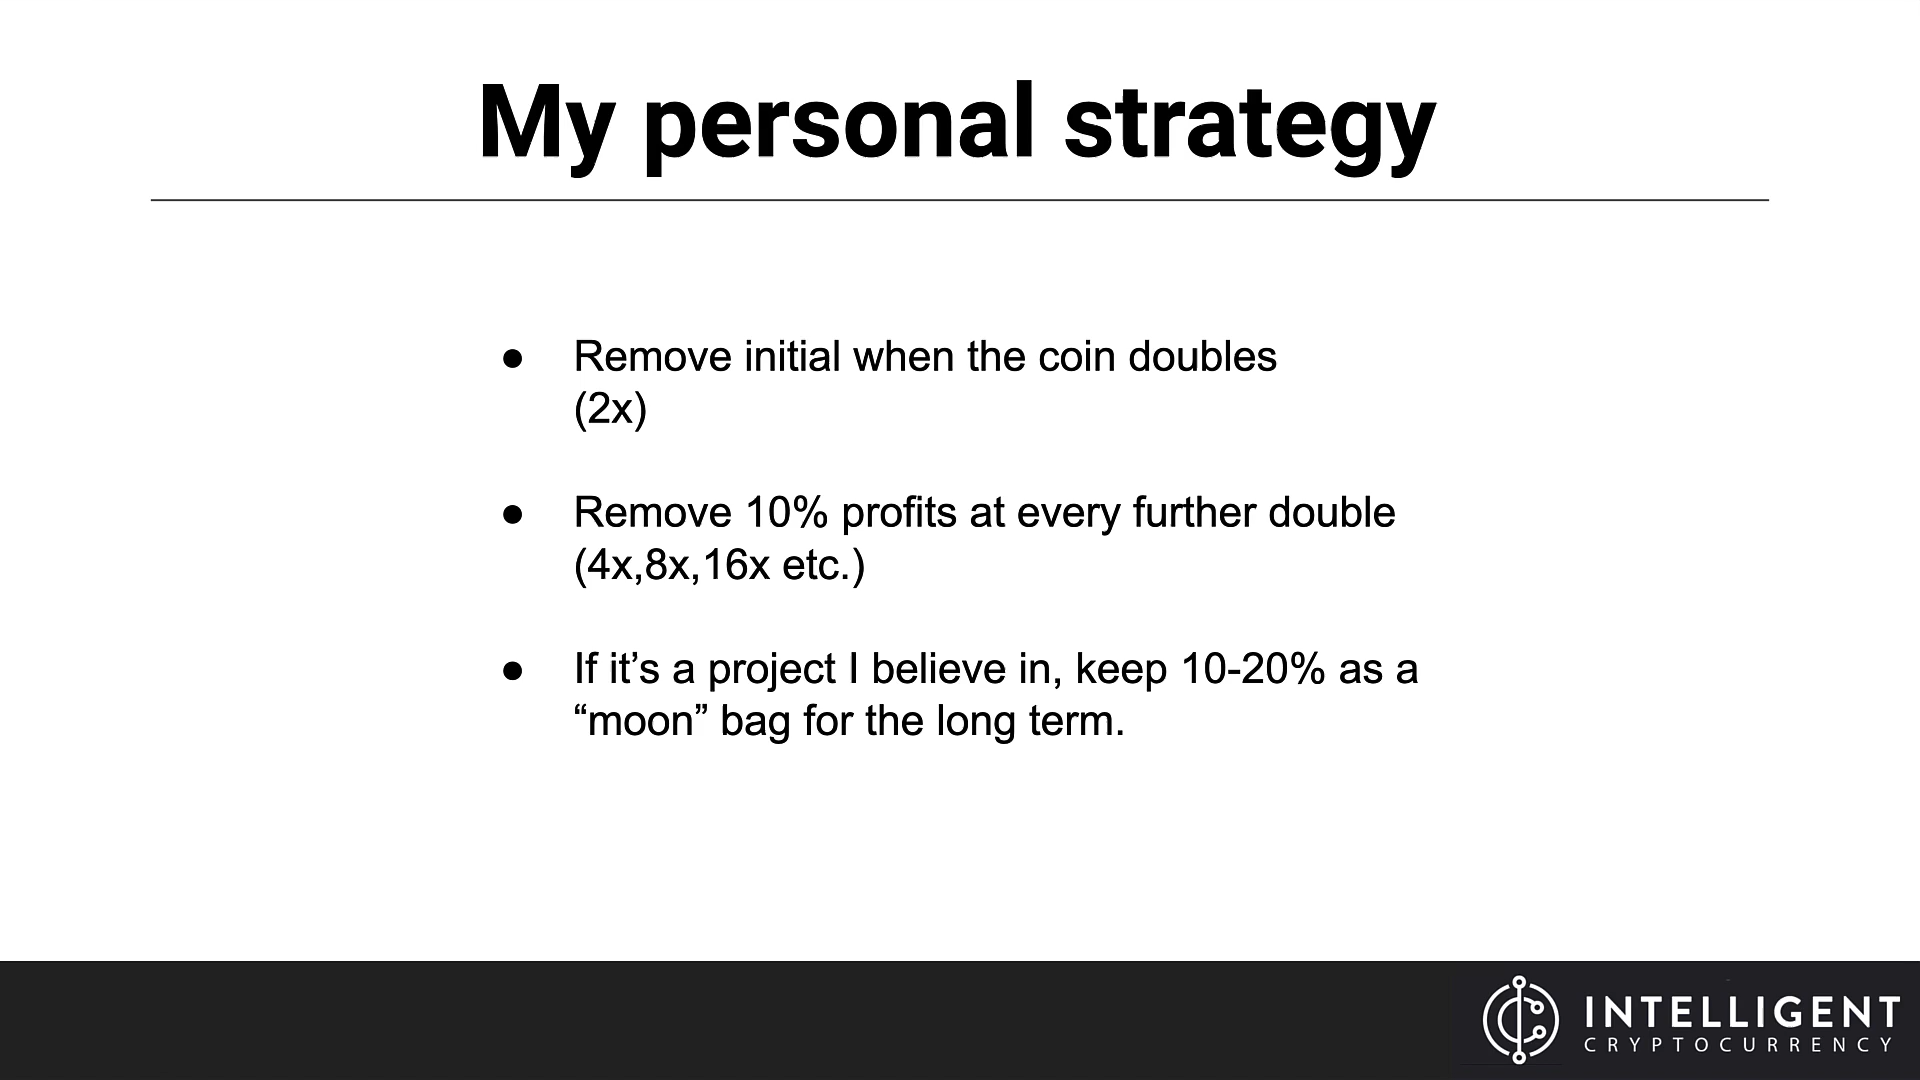 My personal strategy
● Remove initial when the coin doubles
(2x)
● Remove 10% profits at every further double
(4x,8x,16x etc.)
● If it’s a project I believe in, keep 10-20% as a
“moon” bag for the long term.
INTELLIGENT
CRYPTOCURRENCY